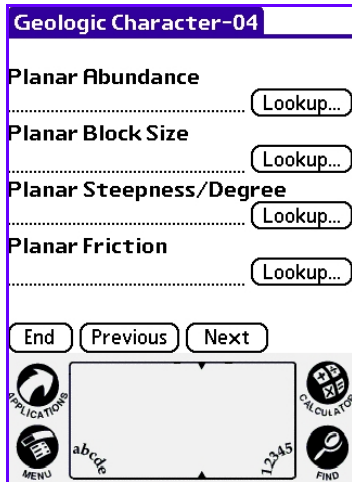 Geologic Character-04
Planar Abundance
Lookup...
Planar Block Size
Lookup...
Planar Steepness/Degree
Lookup...
Planar Friction
Lookup...
End Previous Next
APPLICATIONS
CALCULATOR
MENU
abcde
12345
FIND